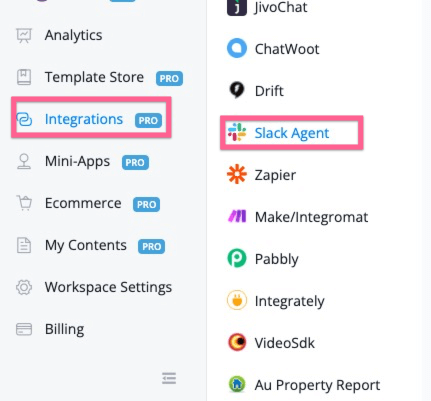 JivoChat
Analytics
ChatWoot
Template Store PRO
Drift
Integrations PRO
Slack Agent
Mini-Apps PRO
Zapier
Ecommerce PRO
Make/Integromat
My Contents PRO
Pabbly
Workspace Settings
Integrately
Billing
VideoSdk
Au Property Report